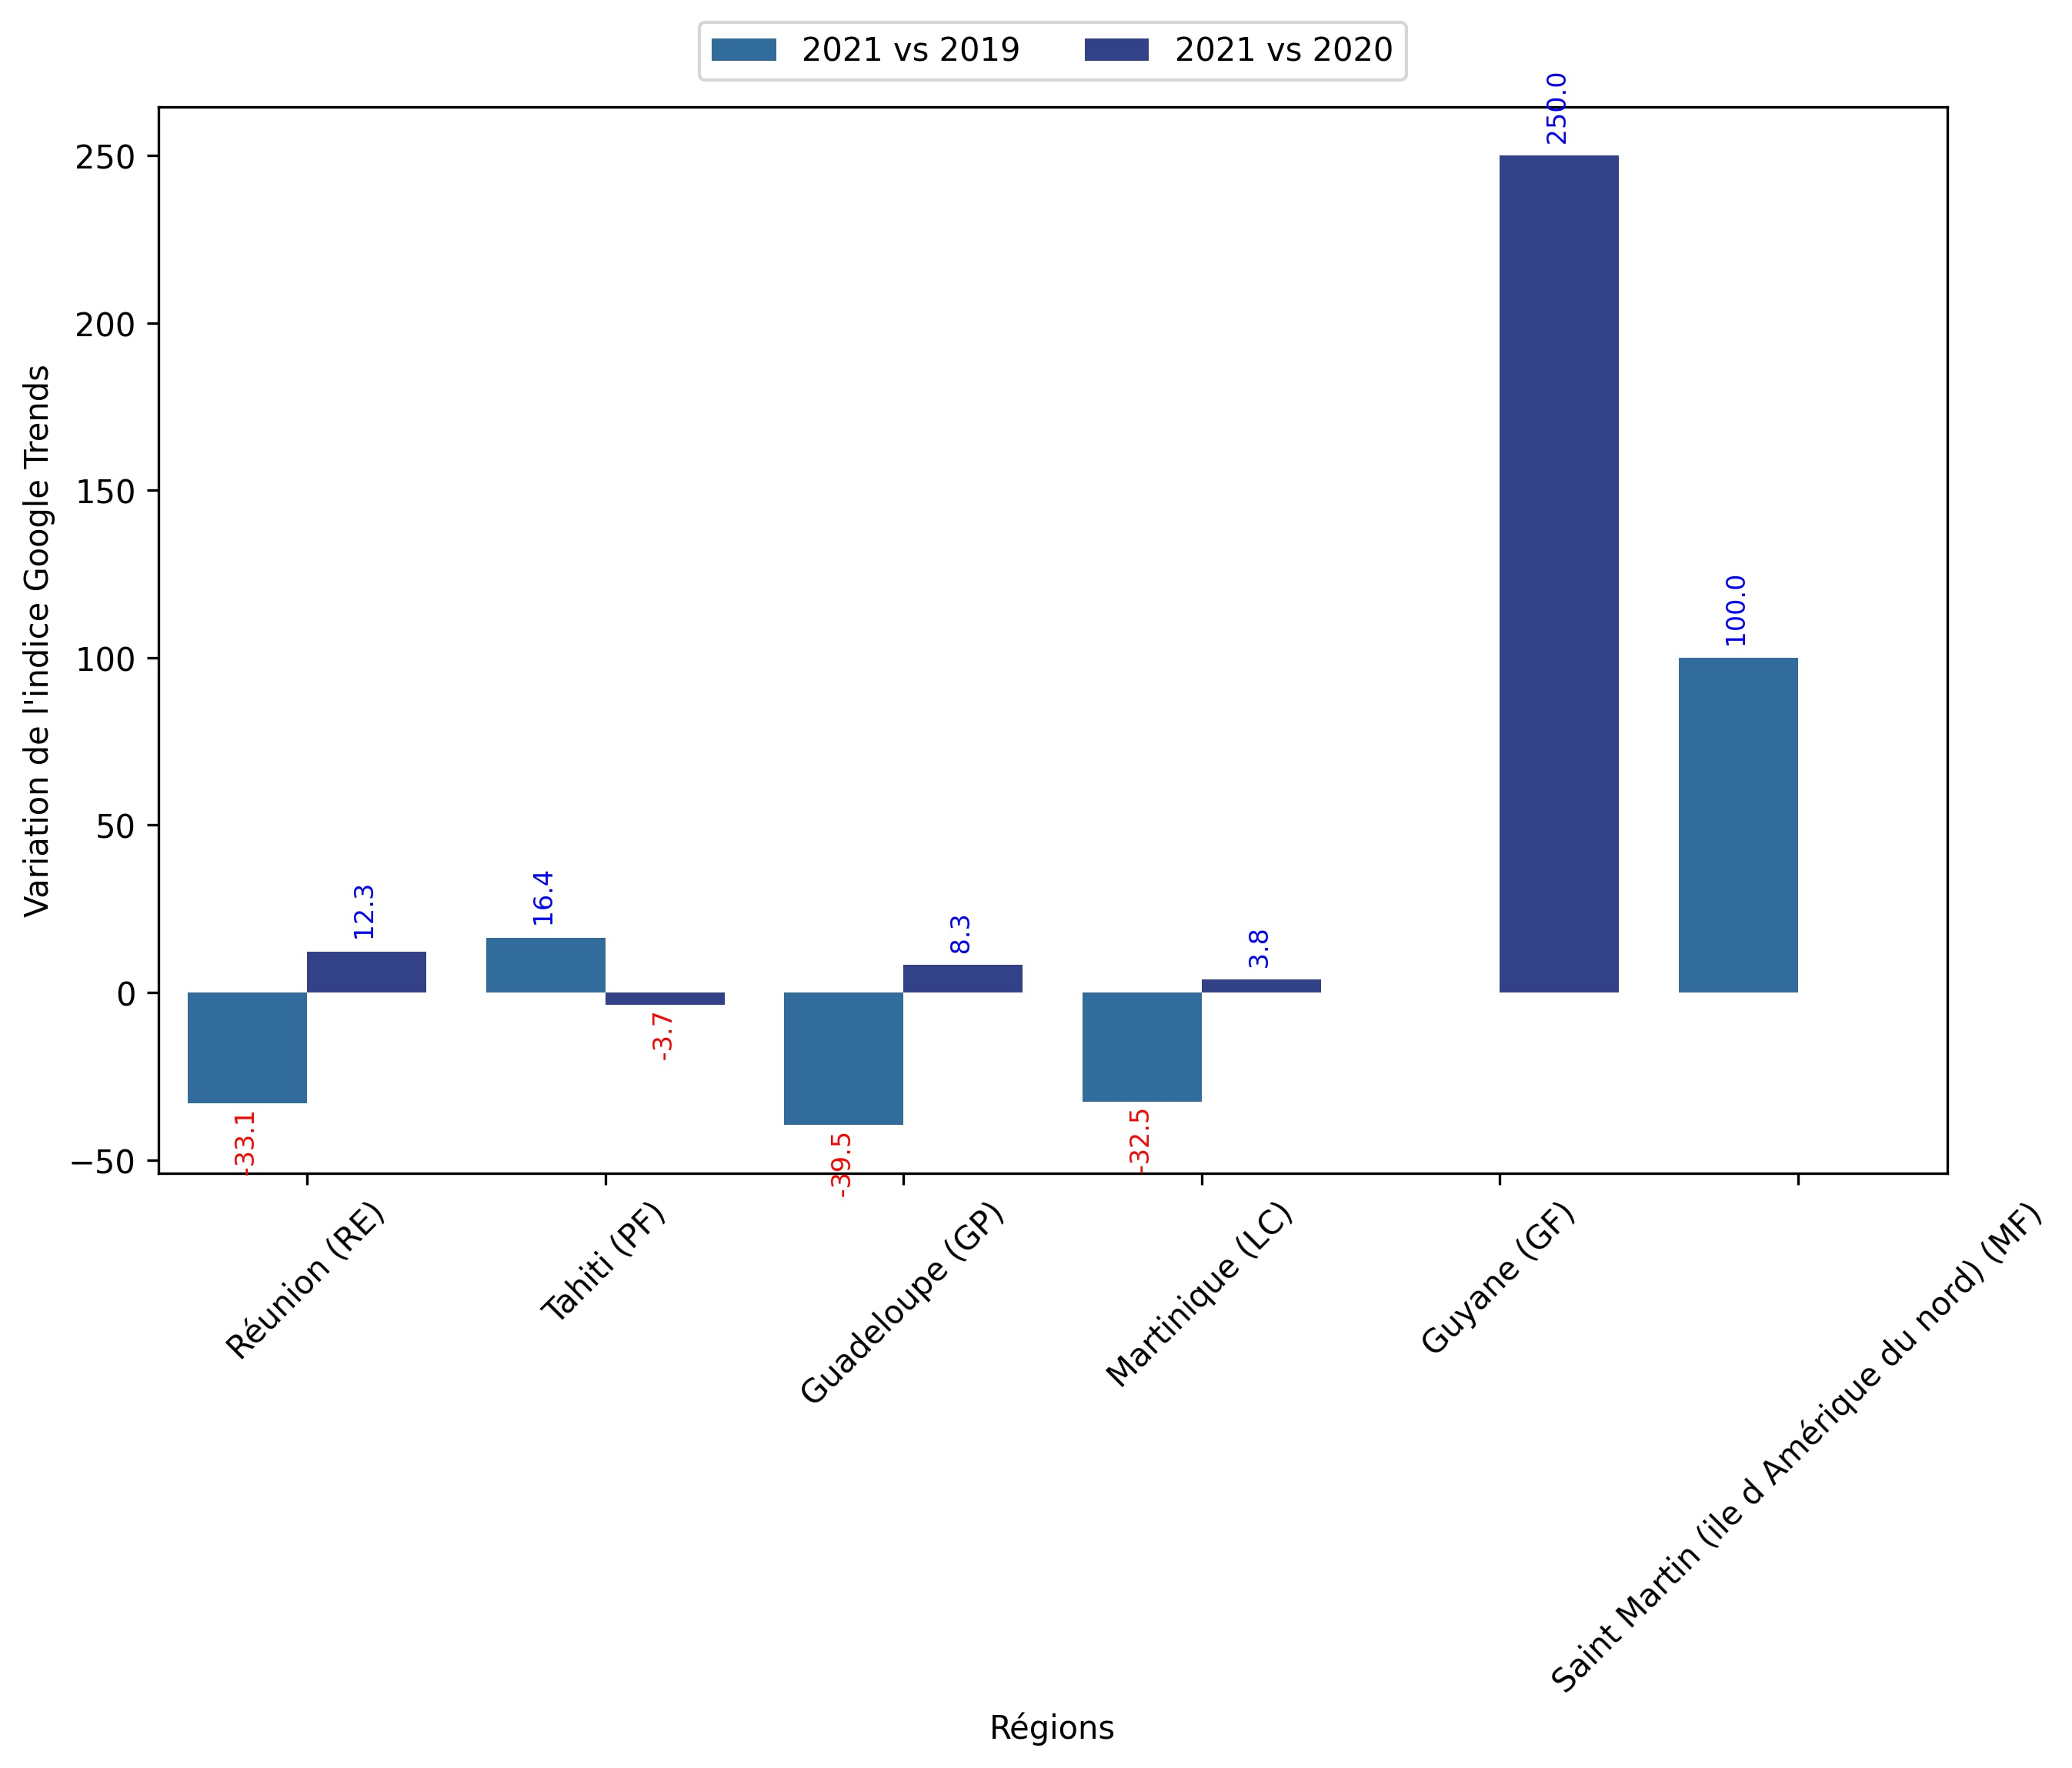 2021 vs 2019
2021 vs 2020
Variation de l'indice Google Trends
250
200
150
100
50
0
−50
-33.1
12.3
16.4
-3.7
-39.5
8.3
-32.5
3.8
250.0
100.0
Réunion (RE)
Tahiti (PF)
Guadeloupe (GP)
Martinique (LC)
Guyane (GF)
Saint Martin (ile d Amérique du nord) (MF)
Régions